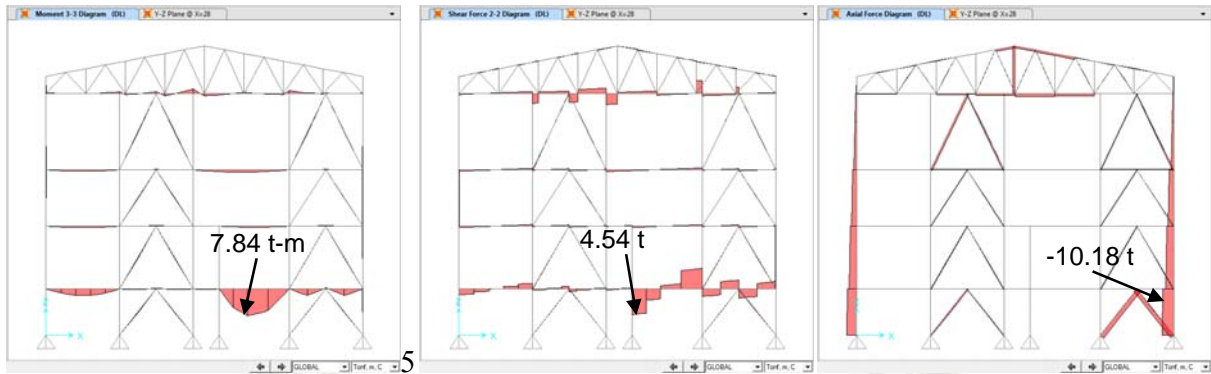 Moment 3-3 Diagram (DL)
Y-Z Plane @ X=28
7.84 t-m
Z
X
GLOBAL
Tonf, m, C
5
Shear Force 2-2 Diagram (DL)
Y-Z Plane @ X=28
4.54 t
Z
X
GLOBAL
Tonf, m, C
Axial Force Diagram (DL)
Y-Z Plane @ X=28
-10.18 t
Z
X
GLOBAL
Tonf, m, C